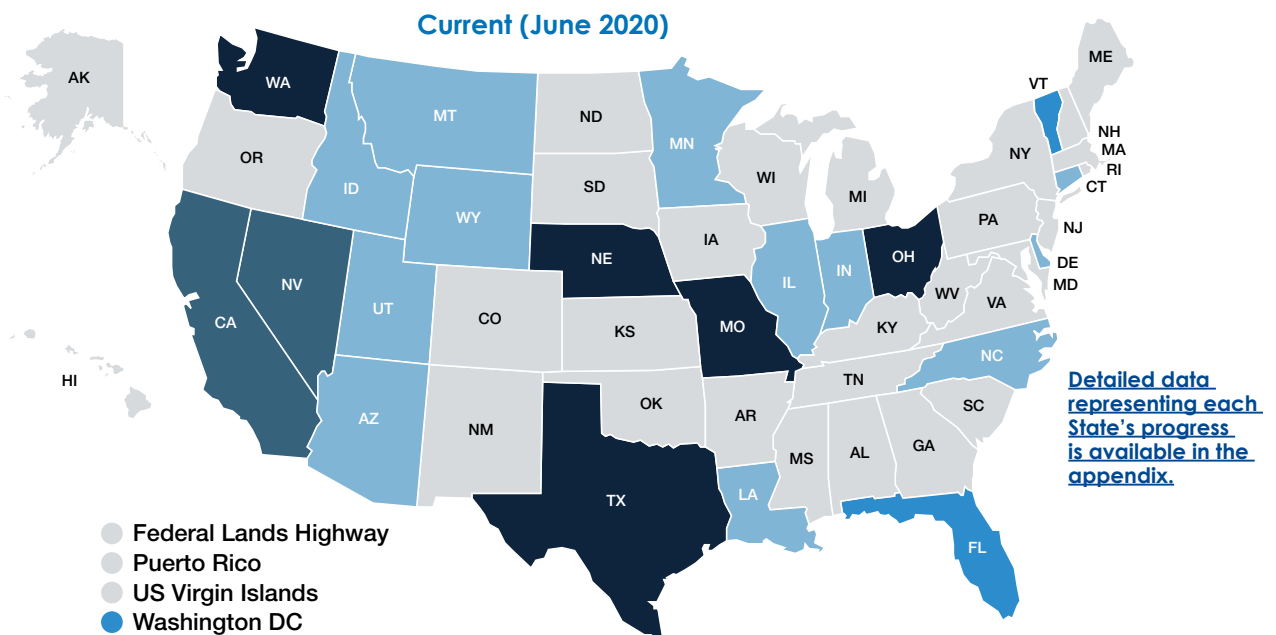 Current (June 2020)
AK
WA
MT
ND
MN
VT
ME
OR
ID
WY
SD
WI
MI
NY
NH
MA
RI
CT
NV
CA
UT
CO
NE
KS
IA
MO
IL
IN
OH
PA
NJ
DE
MD
WV
VA
KY
NC
TN
SC
HI
AZ
NM
OK
AR
TX
LA
MS
AL
GA
FL
Detailed data
representing each
State’s progress
is available in the
appendix.
Federal Lands Highway
Puerto Rico
US Virgin Islands
Washington DC